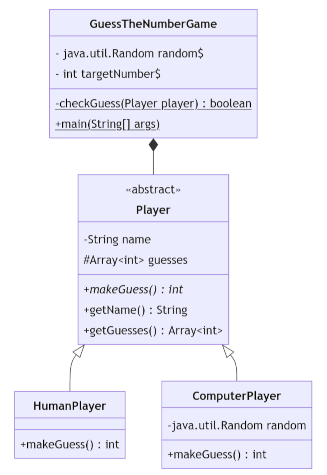 GuessTheNumberGame
- java.util.Random random$
- int targetNumber$
-checkGuess(Player player) : boolean
+main(String[] args)
«abstract»
Player
-String name
#Array<int> guesses
+makeGuess() : int
+getName() : String
+getGuesses() : Array<int>
HumanPlayer
+makeGuess() : int
ComputerPlayer
-java.util.Random random
+makeGuess() : int